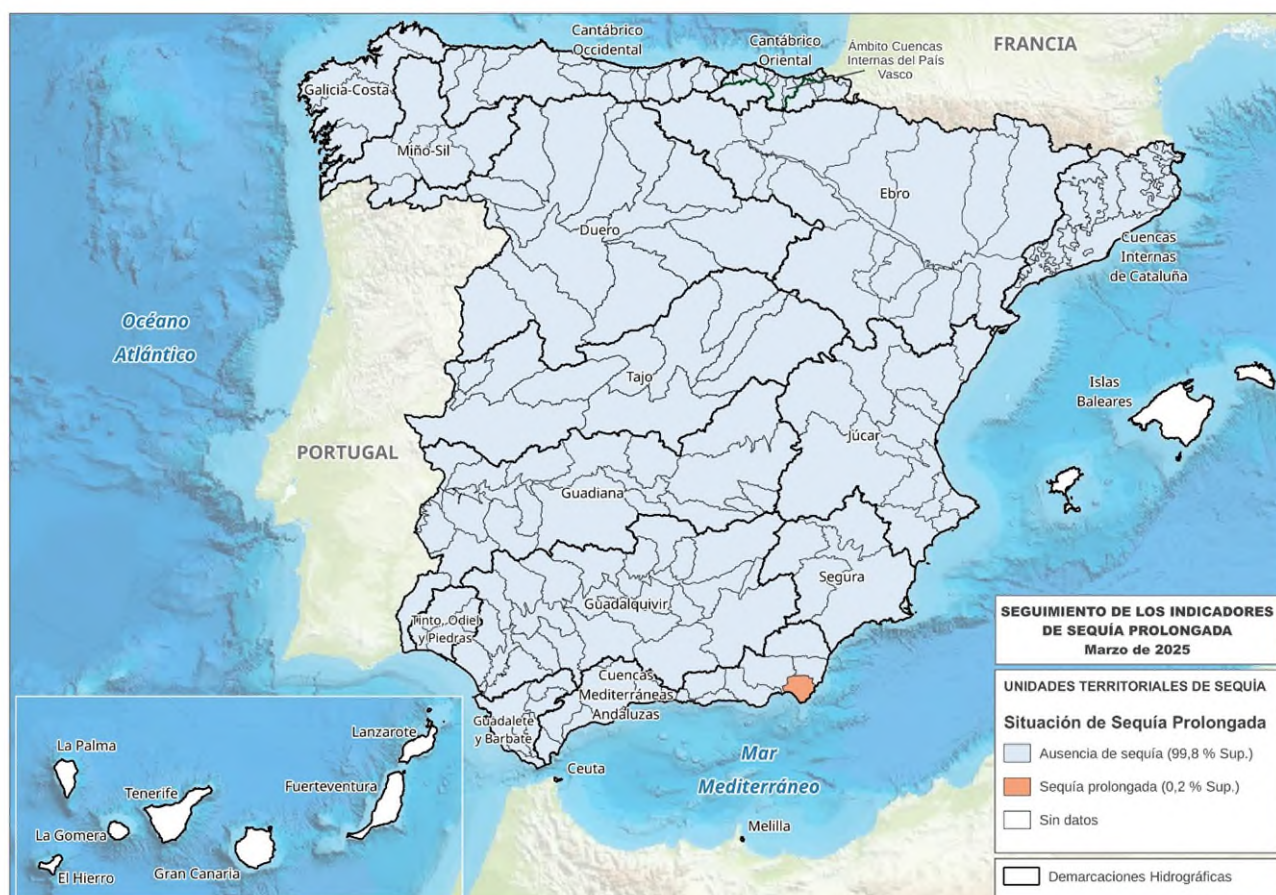 Cantábrico
Occidental
Cantábrico
Oriental
Ámbito Cuencas
Internas del País
Vasco
FRANCIA
Galicia-Costa
Miño-Sil
Ebro
Duero
Cuencas
Internas
de Cataluña
Océano
Atlántico
Tajo
Islas
Baleares
Júcar
PORTUGAL
Guadiana
Segura
Guadalquivir
Tinto, Odiel
y Piedras
Cuencas
Mediterráneas
Andaluzas
Guadalete
y Barbate
Ceuta
Mar
Mediterráneo
Melilla
Lanzarote
La Palma
Fuerteventura
Tenerife
La Gomera
El Hierro
Gran Canaria
SEGUIMIENTO DE LOS INDICADORES
DE SEQUÍA PROLONGADA
Marzo de 2025
UNIDADES TERRITORIALES DE SEQUÍA
Situación de Sequía Prolongada
Ausencia de sequía (99,8 % Sup.)
Sequía prolongada (0,2 % Sup.)
Sin datos
Demarcaciones Hidrográficas